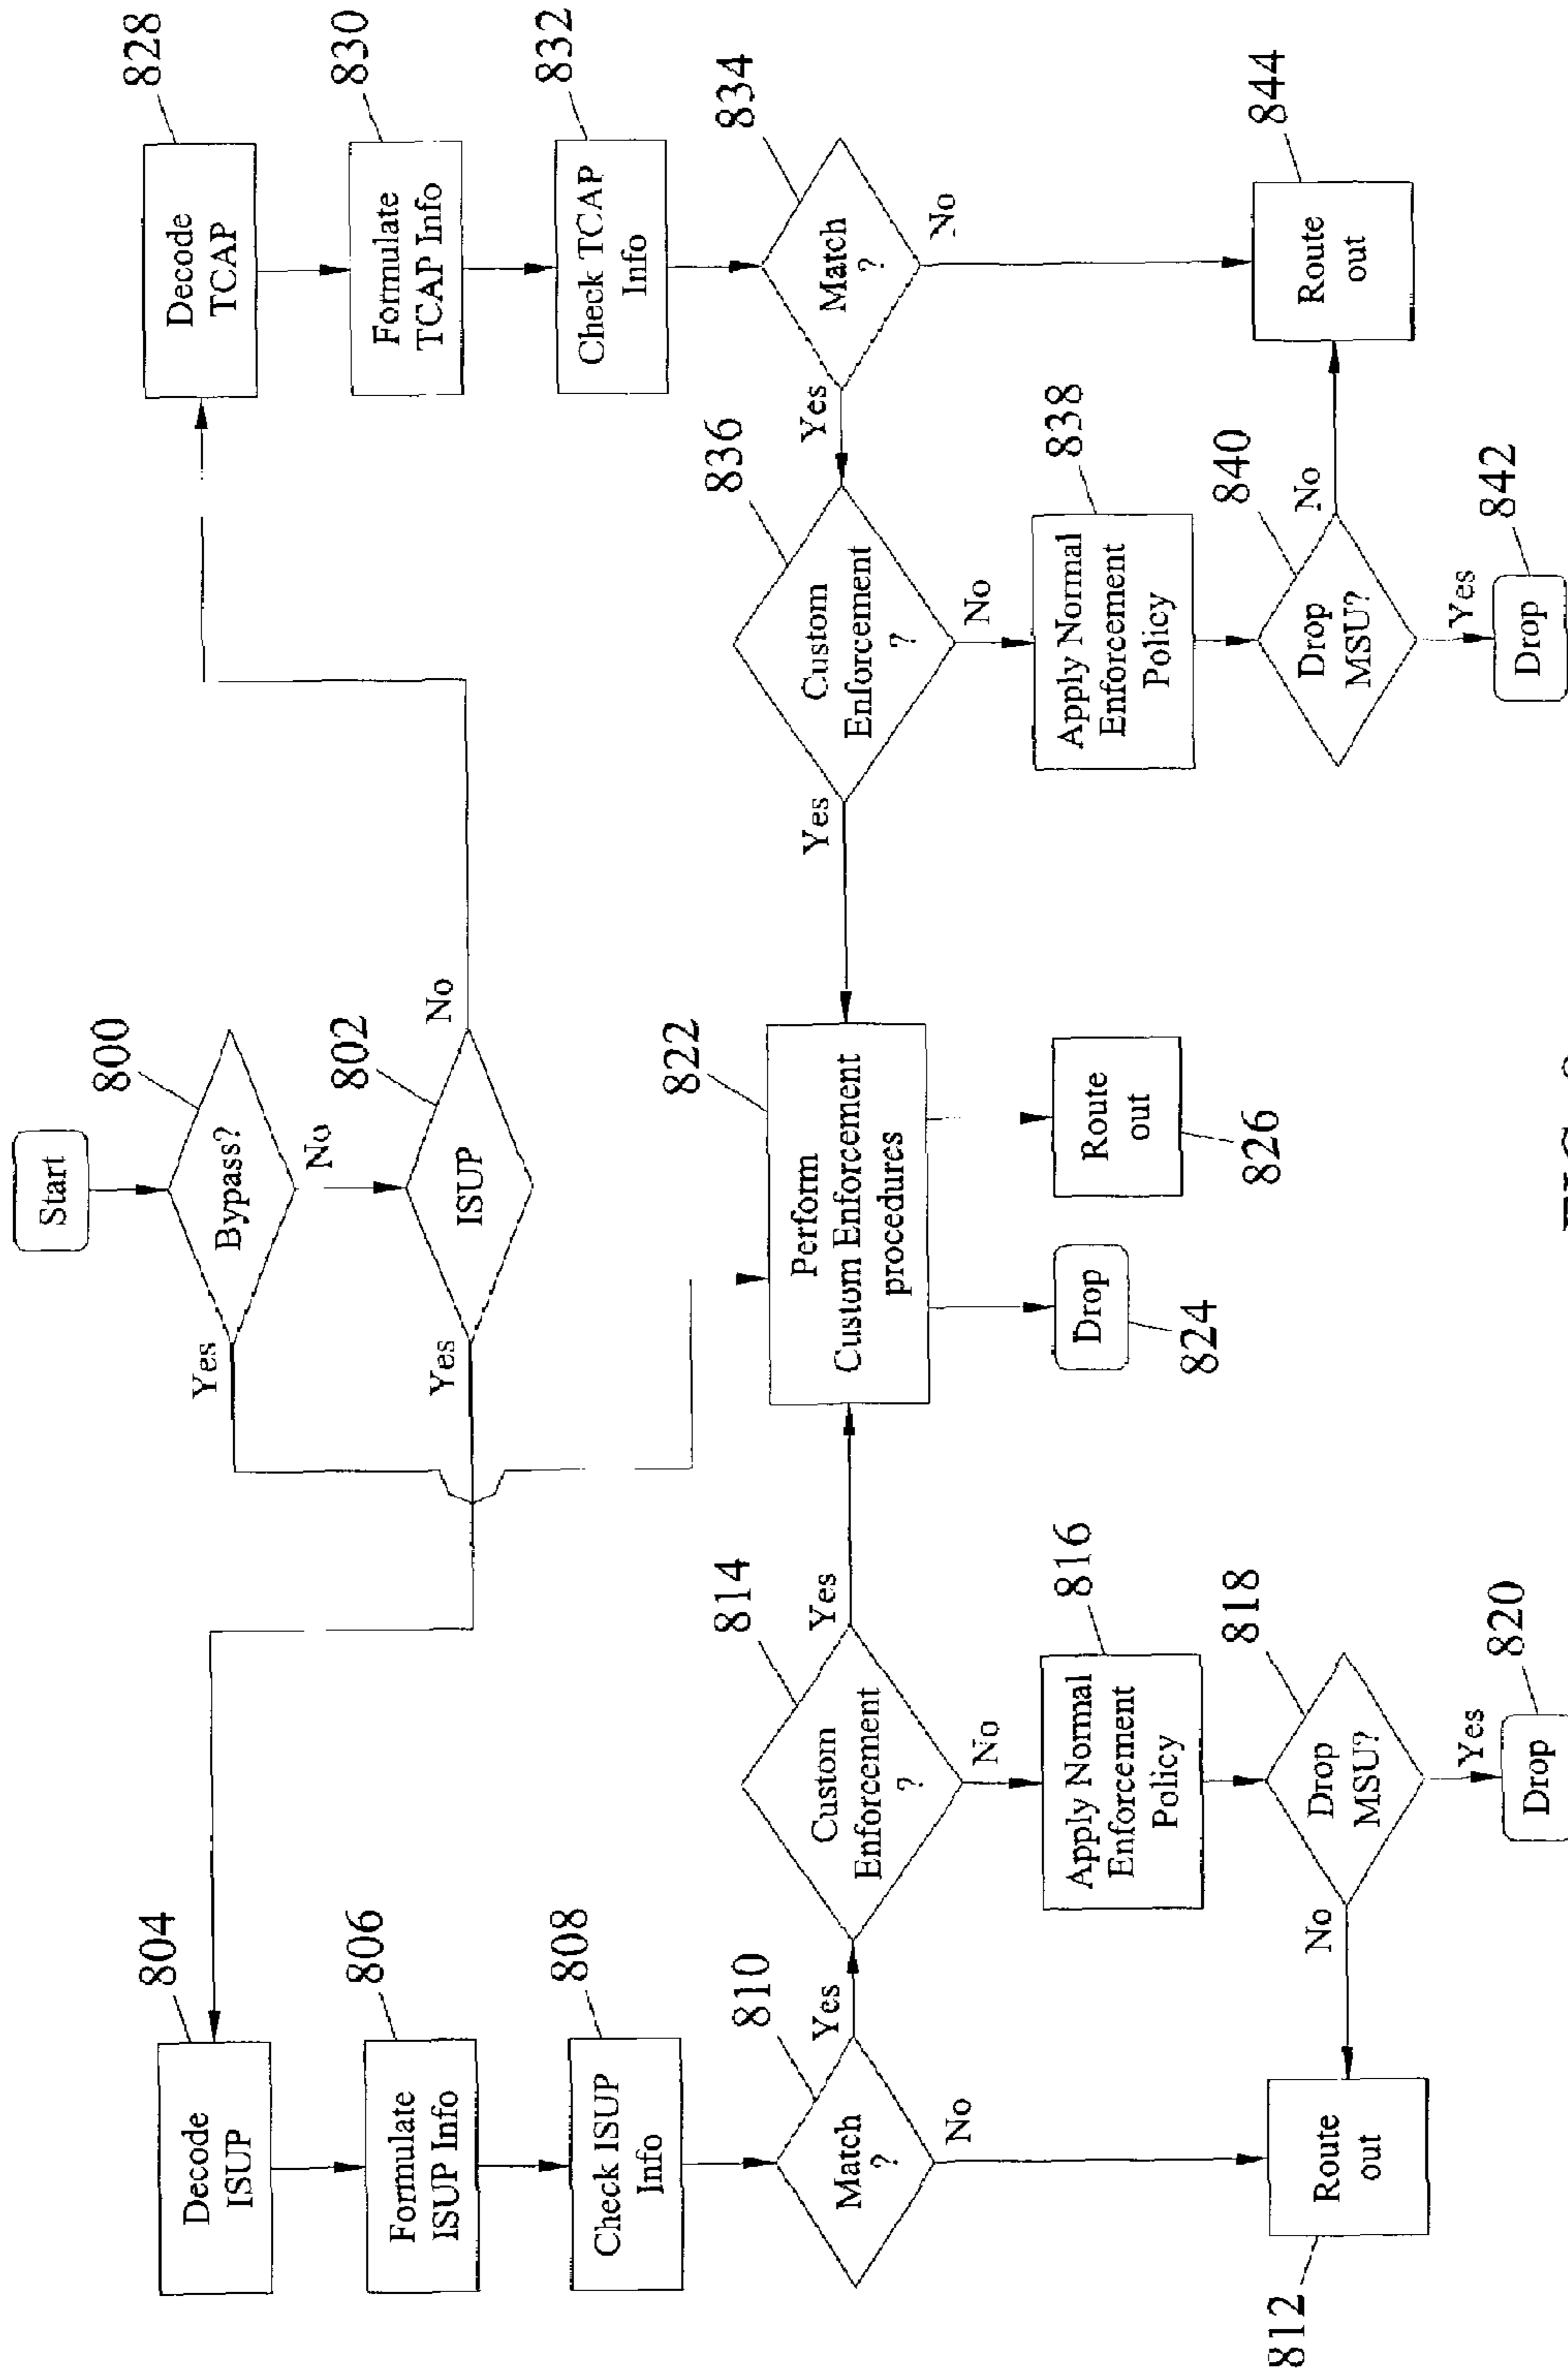 Start
800
Bypass?
Yes
No
802
ISUP
Yes
No
804
Decode
ISUP
806
Formulate
ISUP Info
808
Check ISUP
Info
810
Match
?
Yes
No
812
Route
out
814
Custom
Enforcement
?
Yes
No
816
Apply Normal
Enforcement
Policy
818
Drop
MSU?
No
Yes
820
Drop
822
Perform
Custom Enforcement
procedures
824
Drop
826
Route
out
828
Decode
TCAP
830
Formulate
TCAP Info
832
Check TCAP
Info
834
Match
?
Yes
No
836
Custom
Enforcement
?
Yes
No
838
Apply Normal
Enforcement
Policy
840
Drop
MSU?
No
Yes
842
Drop
844
Route
out